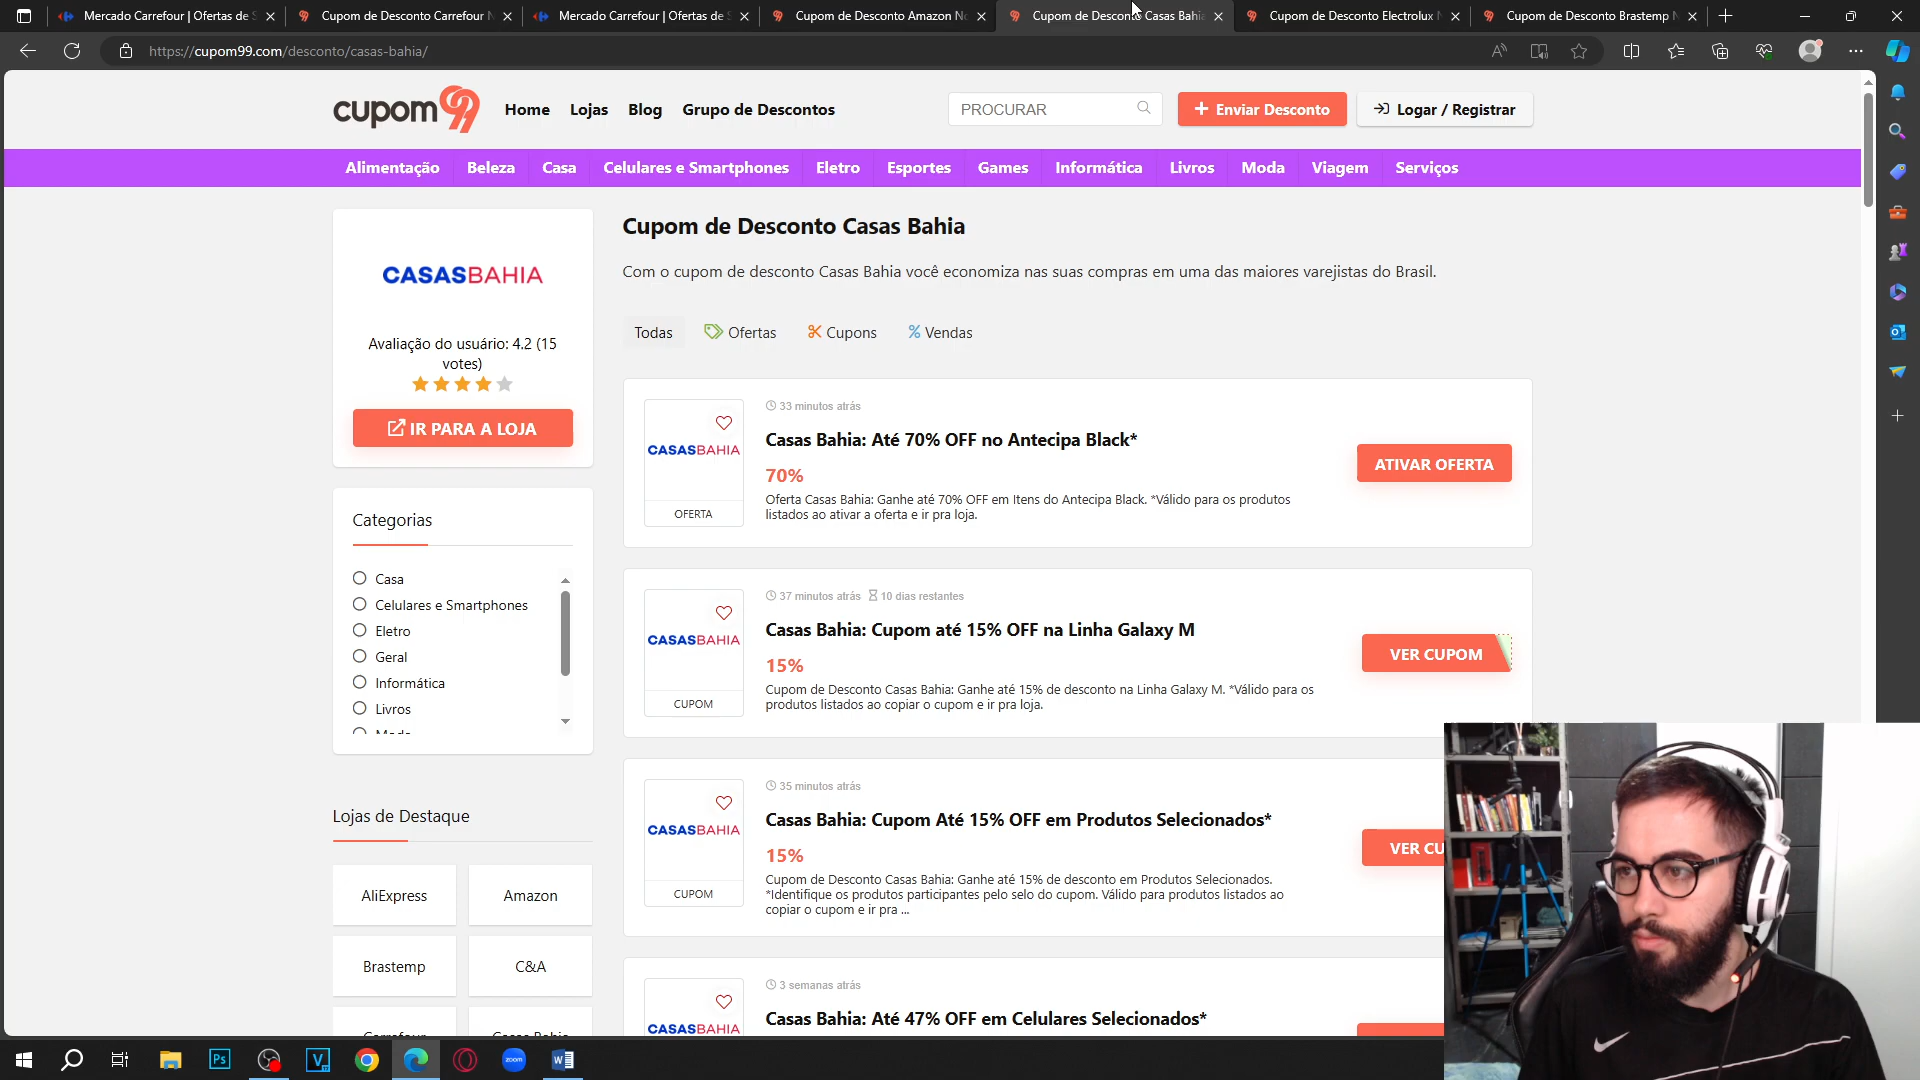 Mercado Carrefour | Ofertas de S
Cupom de Desconto Carrefour N
Mercado Carrefour | Ofertas de S
Cupom de Desconto Amazon No
Cupom de Desconto Casas Bahia
Cupom de Desconto Electrolux N
Cupom de Desconto Brastemp N
https://cupom99.com/desconto/casas-bahia/
cupom99
Home
Lojas
Blog
Grupo de Descontos
PROCURAR
Enviar Desconto
Logar / Registrar
Alimentação
Beleza
Casa
Celulares e Smartphones
Eletro
Esportes
Games
Informática
Livros
Moda
Viagem
Serviços
CASASBAHIA
Avaliação do usuário: 4.2 (15
votes)
IR PARA A LOJA
Categorias
Casa
Celulares e Smartphones
Eletro
Geral
Informática
Livros
Moda
Lojas de Destaque
AliExpress
Amazon
Brastemp
C&A
Carrefour
Casas Bahia
Cupom de Desconto Casas Bahia
Com o cupom de desconto Casas Bahia você economiza nas suas compras em uma das maiores varejistas do Brasil.
Todas
Ofertas
Cupons
% Vendas
CASASBAHIA
OFERTA
33 minutos atrás
Casas Bahia: Até 70% OFF no Antecipa Black*
70%
Oferta Casas Bahia: Ganhe até 70% OFF em Itens do Antecipa Black. *Válido para os produtos
listados ao ativar a oferta e ir pra loja.
ATIVAR OFERTA
CASASBAHIA
CUPOM
37 minutos atrás
10 dias restantes
Casas Bahia: Cupom até 15% OFF na Linha Galaxy M
15%
Cupom de Desconto Casas Bahia: Ganhe até 15% de desconto na Linha Galaxy M. *Válido para os
produtos listados ao copiar o cupom e ir pra loja.
VER CUPOM
CASASBAHIA
CUPOM
35 minutos atrás
Casas Bahia: Cupom Até 15% OFF em Produtos Selecionados*
15%
Cupom de Desconto Casas Bahia: Ganhe até 15% de desconto em Produtos Selecionados.
*Identifique os produtos participantes pelo selo do cupom. Válido para produtos listados ao
copiar o cupom e ir pra ...
VER CU
CASASBAHIA
3 semanas atrás
Casas Bahia: Até 47% OFF em Celulares Selecionados*
Ps
V
zoom
W